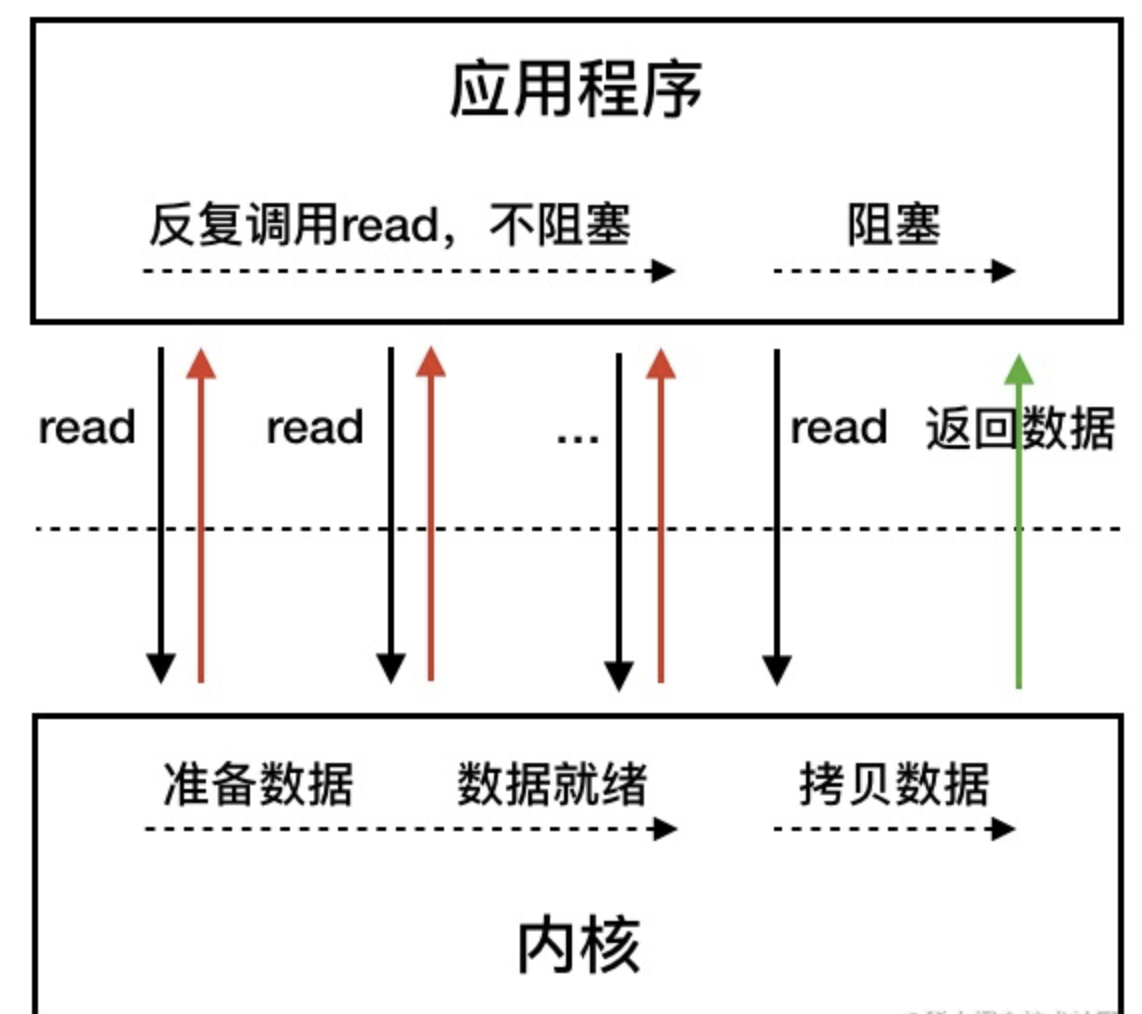 应用程序
反复调用read，不阻塞 阻塞
read read ... read 返回数据
准备数据 数据就绪 拷贝数据
内核